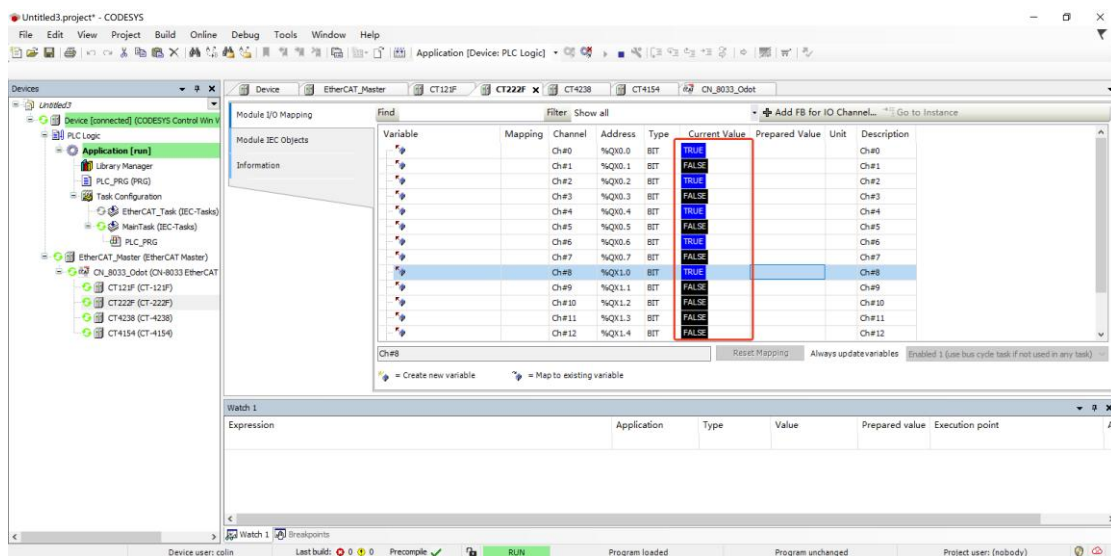 Untitled3.project* - CODESYS
File Edit View Project Build Online Debug Tools Window Help
Application [Device: PLC Logic]
Devices
Untitled3
Device [connected] (CODESYS Control Win V
PLC Logic
Application [run]
Library Manager
PLC_PRG (PRG)
Task Configuration
EtherCAT_Task (IEC-Tasks)
MainTask (IEC-Tasks)
PLC_PRG
EtherCAT_Master (EtherCAT Master)
CN_8033_Odot (CN-8033 EtherCAT
CT121F (CT-121F)
CT222F (CT-222F)
CT4238 (CT-4238)
CT4154 (CT-4154)
Device EtherCAT_Master CT121F CT222F CT4238 CT4154 CN_8033_Odot
Module I/O Mapping
Module IEC Objects
Information
Find Filter Show all Add FB for IO Channel... Go to Instance
Variable Mapping Channel Address Type Current Value Prepared Value Unit Description
Ch#0 %QX0.0 BIT TRUE Ch#0
Ch#1 %QX0.1 BIT FALSE Ch#1
Ch#2 %QX0.2 BIT TRUE Ch#2
Ch#3 %QX0.3 BIT FALSE Ch#3
Ch#4 %QX0.4 BIT TRUE Ch#4
Ch#5 %QX0.5 BIT FALSE Ch#5
Ch#6 %QX0.6 BIT TRUE Ch#6
Ch#7 %QX0.7 BIT FALSE Ch#7
Ch#8 %QX1.0 BIT TRUE Ch#8
Ch#9 %QX1.1 BIT FALSE Ch#9
Ch#10 %QX1.2 BIT FALSE Ch#10
Ch#11 %QX1.3 BIT FALSE Ch#11
Ch#12 %QX1.4 BIT FALSE Ch#12
Ch#8 Reset Mapping Always update variables Enabled 1 (use bus cycle task if not used in any task)
= Create new variable = Map to existing variable
Watch 1
Expression Application Type Value Prepared value Execution point
Watch 1 Breakpoints
Device user: colin Last build: 0 0 Precompile RUN Program loaded Program unchanged Project user: (nobody)